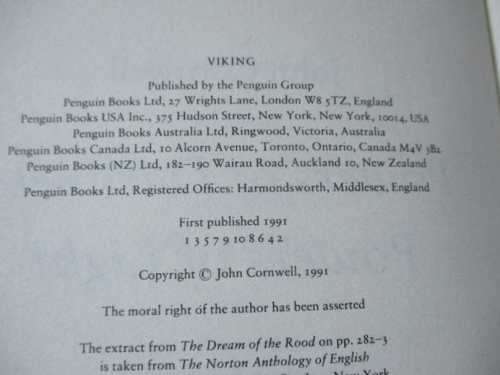 VIKING
Published by the Penguin Group
Penguin Books Ltd, 27 Wrights Lane, London W8 5TZ, England
Penguin Books USA Inc., 375 Hudson Street, New York, New York, 10014, USA
Penguin Books Australia Ltd, Ringwood, Victoria, Australia
Penguin Books Canada Ltd, 10 Alcorn Avenue, Toronto, Ontario, Canada M4V 3B2
Penguin Books (NZ) Ltd, 182–190 Wairau Road, Auckland 10, New Zealand
Penguin Books Ltd, Registered Offices: Harmondsworth, Middlesex, England
First published 1991
1 3 5 7 9 10 8 6 4 2
Copyright © John Cornwell, 1991
The moral right of the author has been asserted
The extract from The Dream of the Rood on pp. 282–3
is taken from The Norton Anthology of English
New York